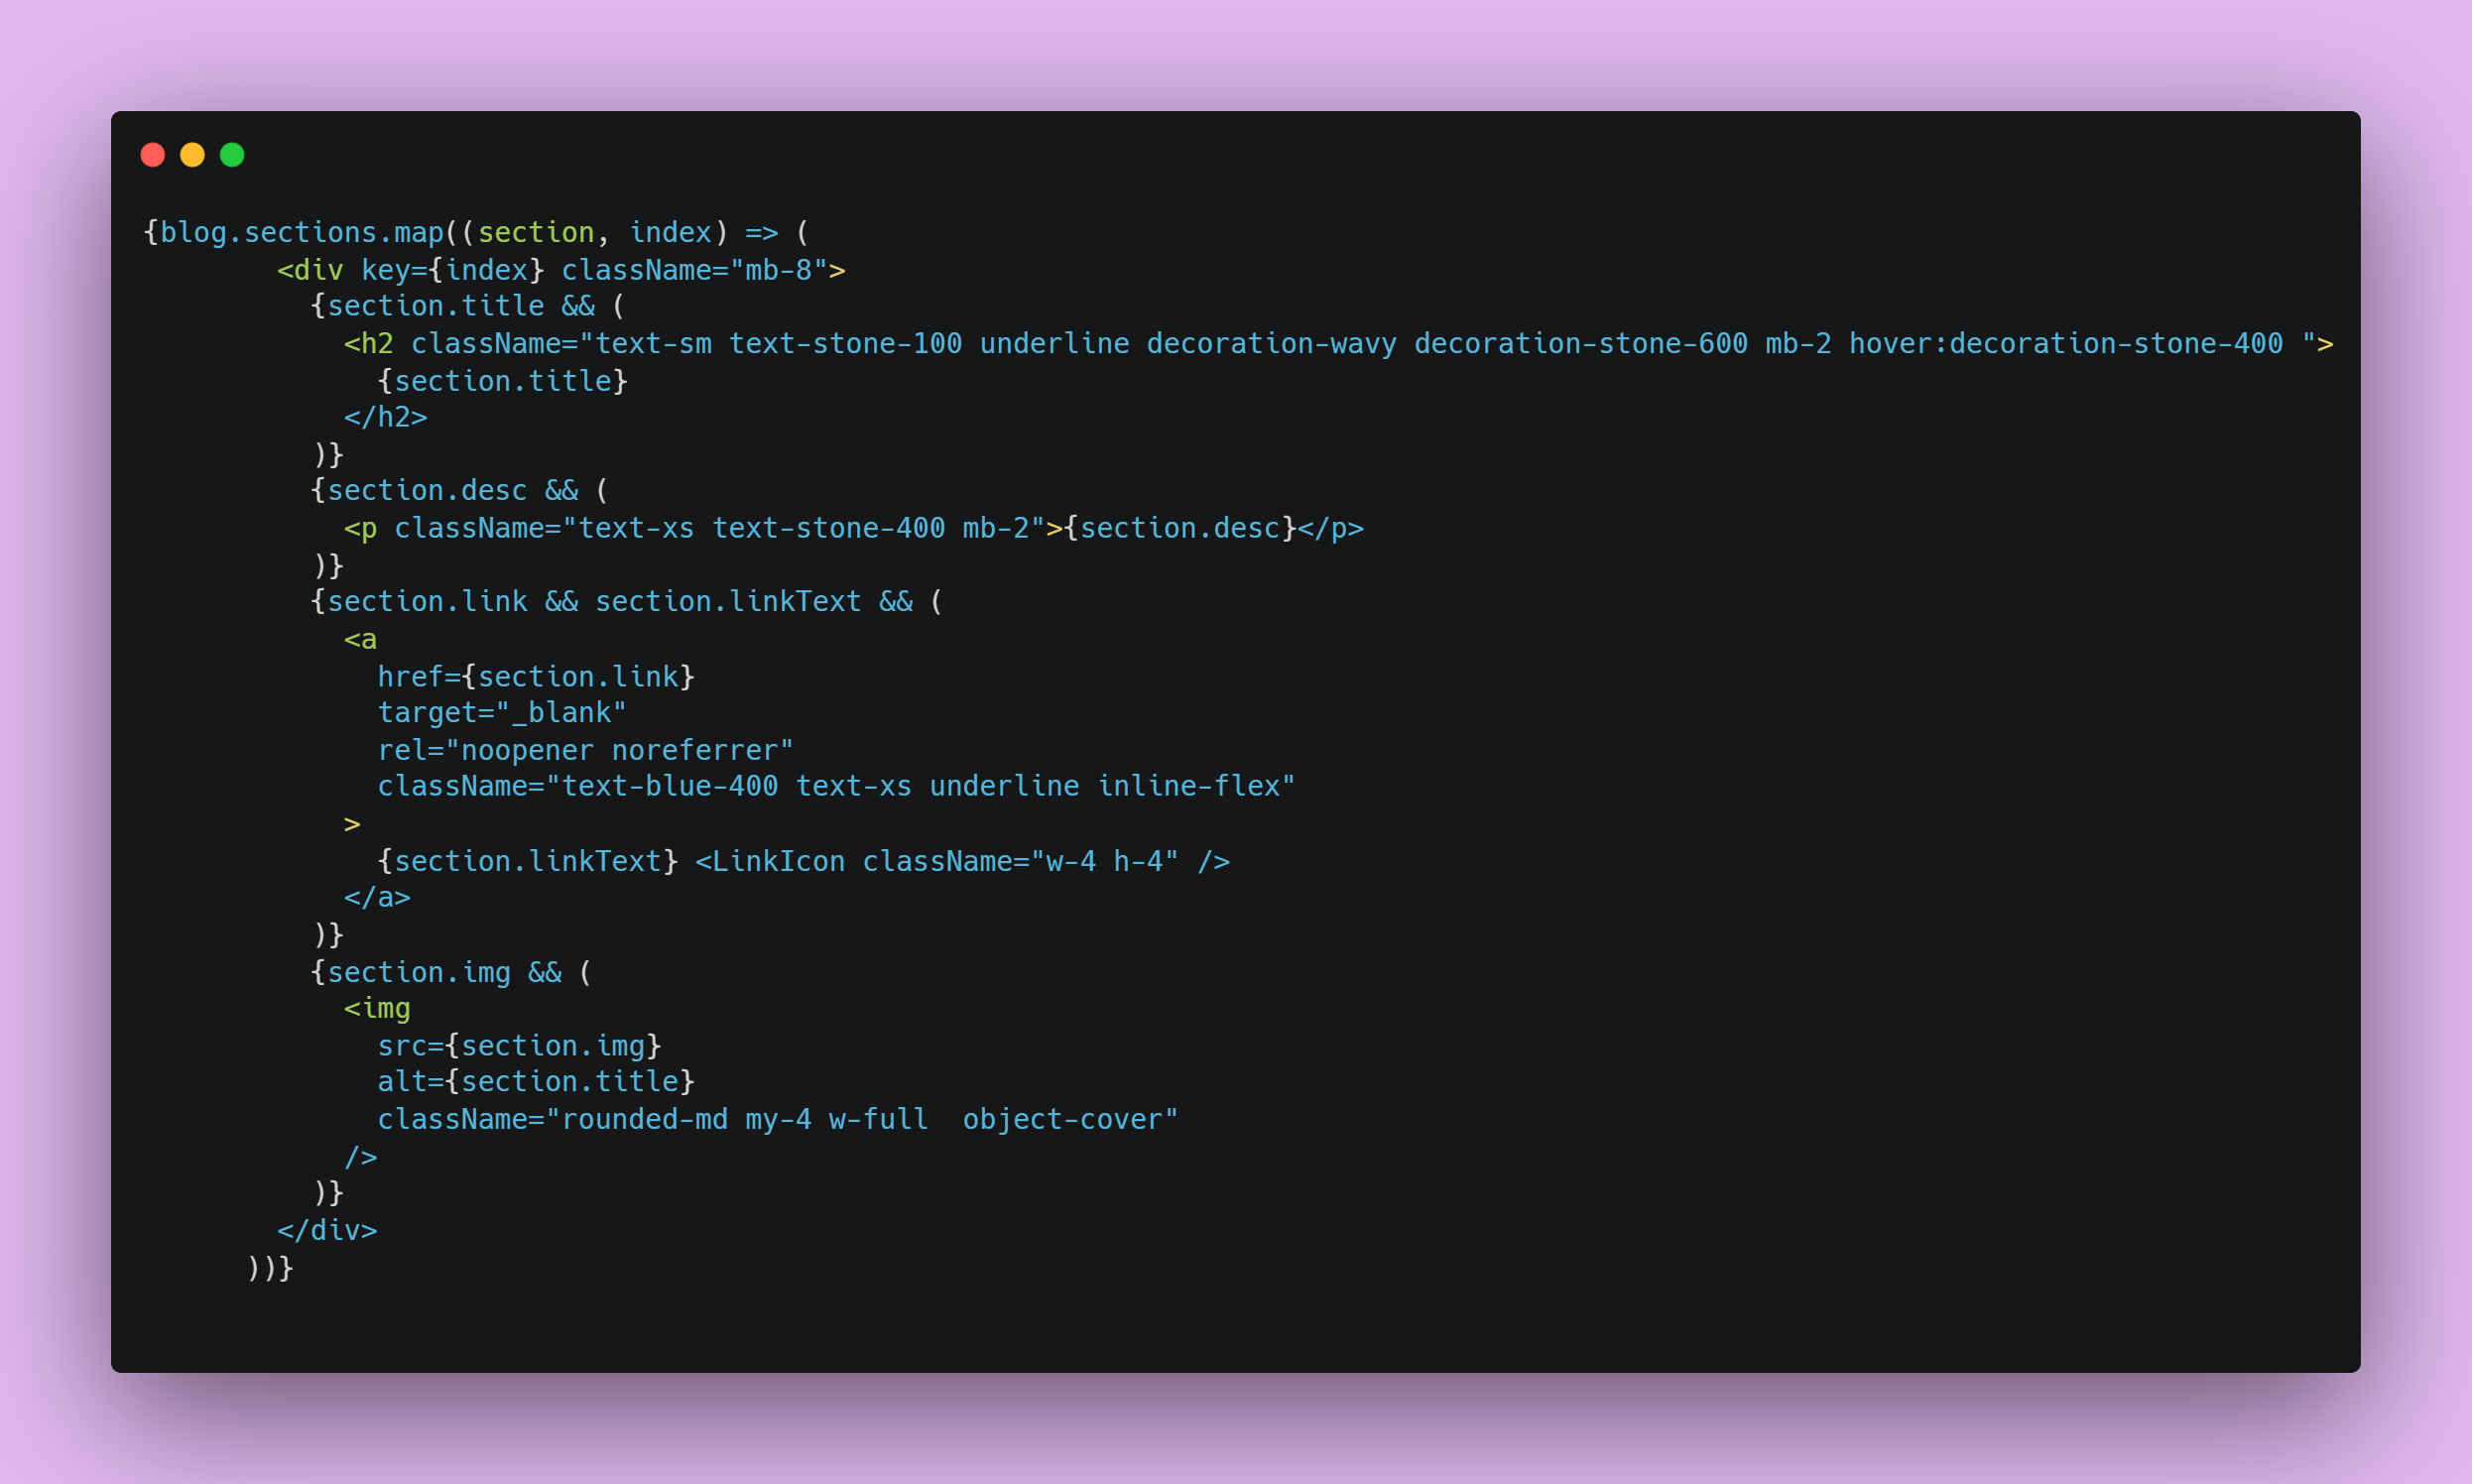 {blog.sections.map((section, index) => (
        <div key={index} className="mb-8">
          {section.title && (
            <h2 className="text-sm text-stone-100 underline decoration-wavy decoration-stone-600 mb-2 hover:decoration-stone-400 ">
              {section.title}
            </h2>
          )}
          {section.desc && (
            <p className="text-xs text-stone-400 mb-2">{section.desc}</p>
          )}
          {section.link && section.linkText && (
            <a
              href={section.link}
              target="_blank"
              rel="noopener noreferrer"
              className="text-blue-400 text-xs underline inline-flex"
            >
              {section.linkText} <LinkIcon className="w-4 h-4" />
            </a>
          )}
          {section.img && (
            <img
              src={section.img}
              alt={section.title}
              className="rounded-md my-4 w-full  object-cover"
            />
          )}
        </div>
      ))}